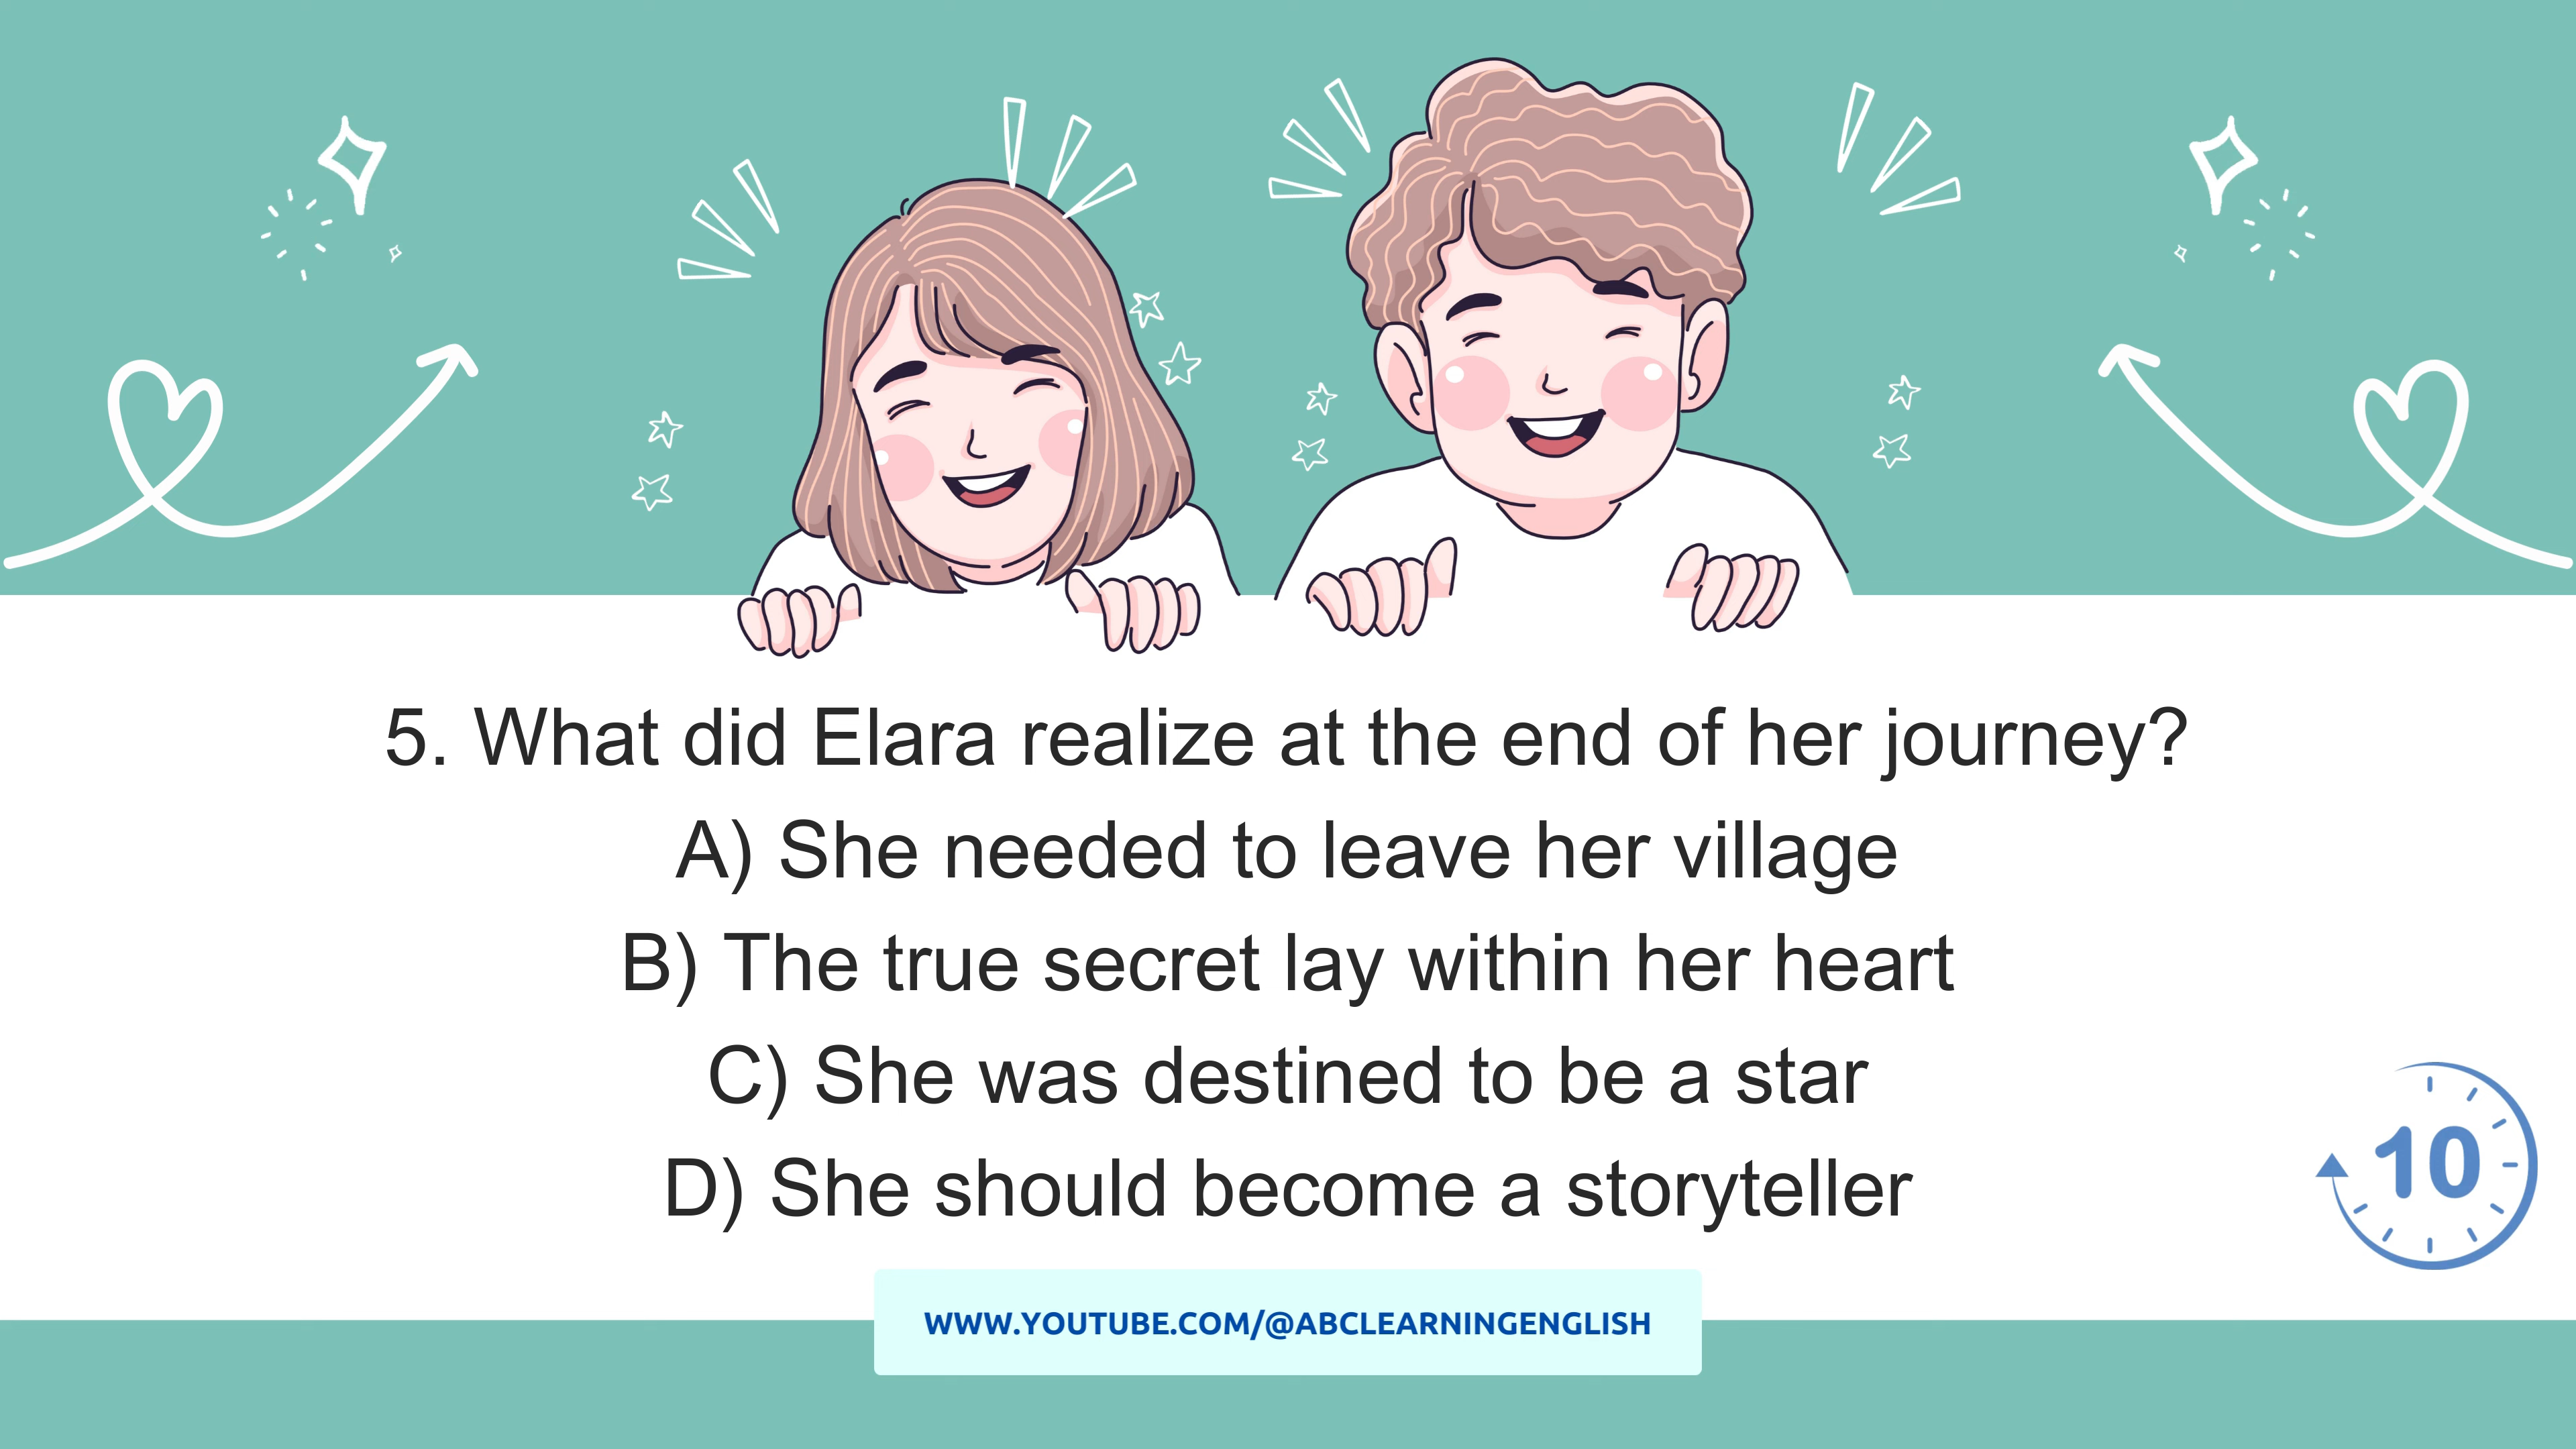 5. What did Elara realize at the end of her journey?
A) She needed to leave her village
B) The true secret lay within her heart
C) She was destined to be a star
D) She should become a storyteller
10
WWW.YOUTUBE.COM/@ABCLEARNINGENGLISH